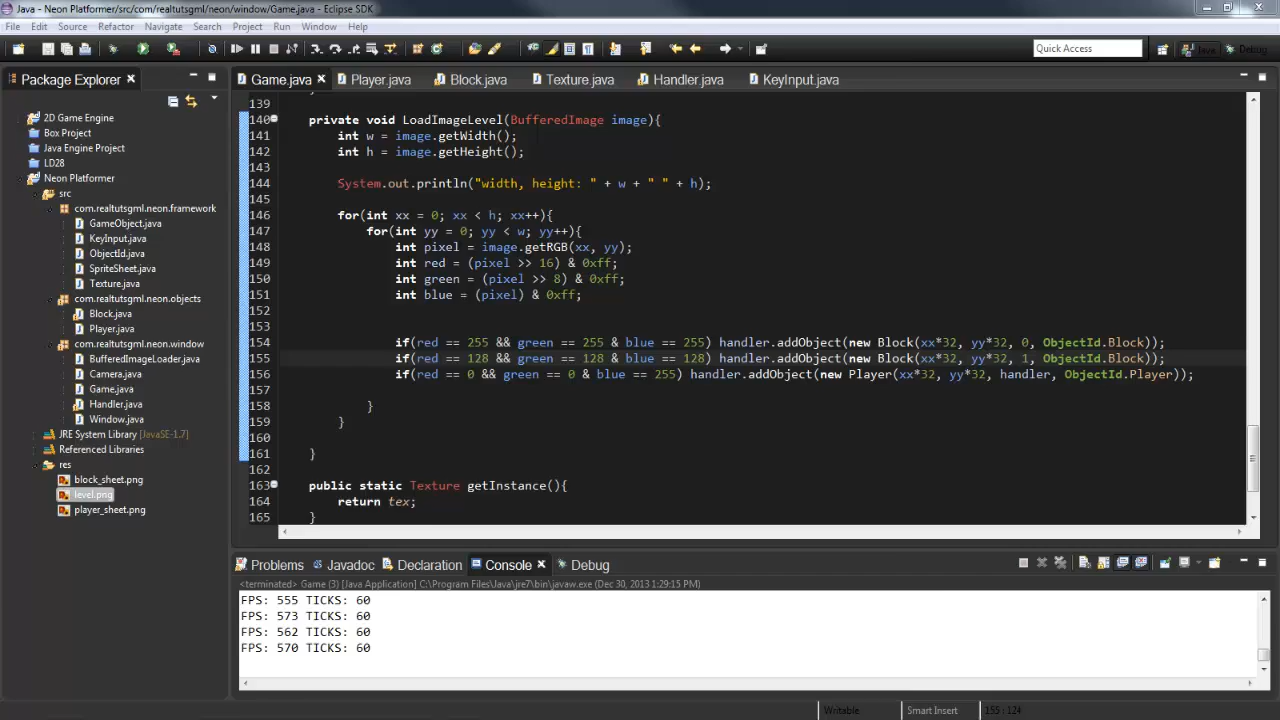 Java - Neon Platformer/src/com/realtutsgml/neon/window/Game.java - Eclipse SDK
File Edit Source Refactor Navigate Search Project Run Window Help
Quick Access
Java
Debug
Package Explorer
Game.java Player.java Block.java Texture.java Handler.java KeyInput.java
2D Game Engine
Box Project
Java Engine Project
LD28
Neon Platformer
src
com.realtutsgml.neon.framework
GameObject.java
KeyInput.java
ObjectId.java
SpriteSheet.java
Texture.java
com.realtutsgml.neon.objects
Block.java
Player.java
com.realtutsgml.neon.window
BufferedImageLoader.java
Camera.java
Game.java
Handler.java
Window.java
JRE System Library [JavaSE-1.7]
Referenced Libraries
res
block_sheet.png
level.png
player_sheet.png
139
140 private void LoadImageLevel(BufferedImage image){
141 int w = image.getWidth();
142 int h = image.getHeight();
143
144 System.out.println("width, height: " + w + " " + h);
145
146 for(int xx = 0; xx < h; xx++){
147 for(int yy = 0; yy < w; yy++){
148 int pixel = image.getRGB(xx, yy);
149 int red = (pixel >> 16) & 0xff;
150 int green = (pixel >> 8) & 0xff;
151 int blue = (pixel) & 0xff;
152
153
154 if(red == 255 && green == 255 & blue == 255) handler.addObject(new Block(xx*32, yy*32, 0, ObjectId.Block));
155 if(red == 128 && green == 128 & blue == 128) handler.addObject(new Block(xx*32, yy*32, 1, ObjectId.Block));
156 if(red == 0 && green == 0 & blue == 255) handler.addObject(new Player(xx*32, yy*32, handler, ObjectId.Player));
157
158 }
159 }
160
161 }
162
163 public static Texture getInstance(){
164 return tex;
165 }
Problems Javadoc Declaration Console Debug
<terminated> Game (3) [Java Application] C:\Program Files\Java\jre7\bin\javaw.exe (Dec 30, 2013 1:29:15 PM)
FPS: 555 TICKS: 60
FPS: 573 TICKS: 60
FPS: 562 TICKS: 60
FPS: 570 TICKS: 60
Writable Smart Insert 155 : 124